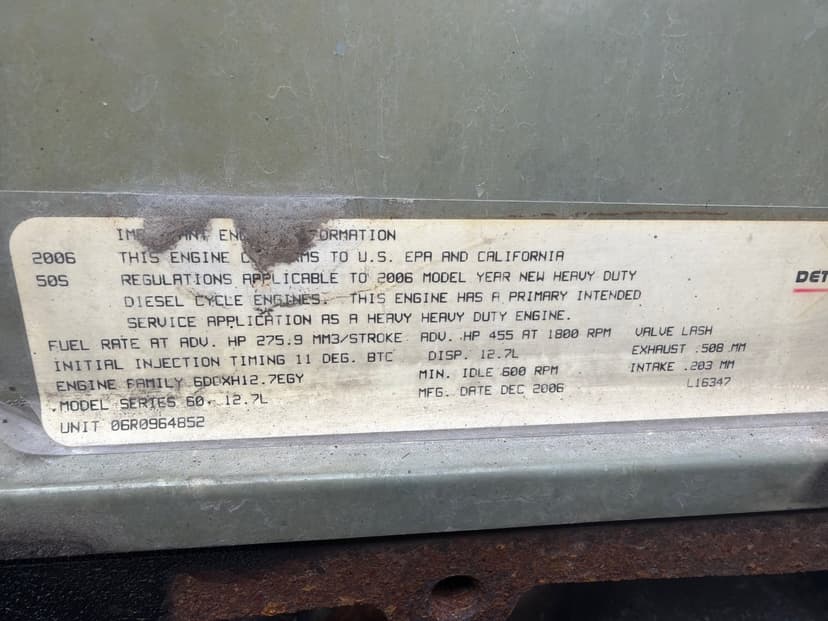 IMPORTANT ENGINE INFORMATION
2006 THIS ENGINE CONFORMS TO U.S. EPA AND CALIFORNIA
50S REGULATIONS APPLICABLE TO 2006 MODEL YEAR NEW HEAVY DUTY
DIESEL CYCLE ENGINES. THIS ENGINE HAS A PRIMARY INTENDED
SERVICE APPLICATION AS A HEAVY HEAVY DUTY ENGINE.
FUEL RATE AT ADV. HP 275.9 MM3/STROKE ADV. HP 455 AT 1800 RPM VALVE LASH
INITIAL INJECTION TIMING 11 DEG. BTC DISP. 12.7L EXHAUST .508 MM
ENGINE FAMILY 6DDXH12.7EGY MIN. IDLE 600 RPM INTAKE .203 MM
MODEL SERIES 60. 12.7L MFG. DATE DEC 2006 L16347
UNIT 06R0964852
DET